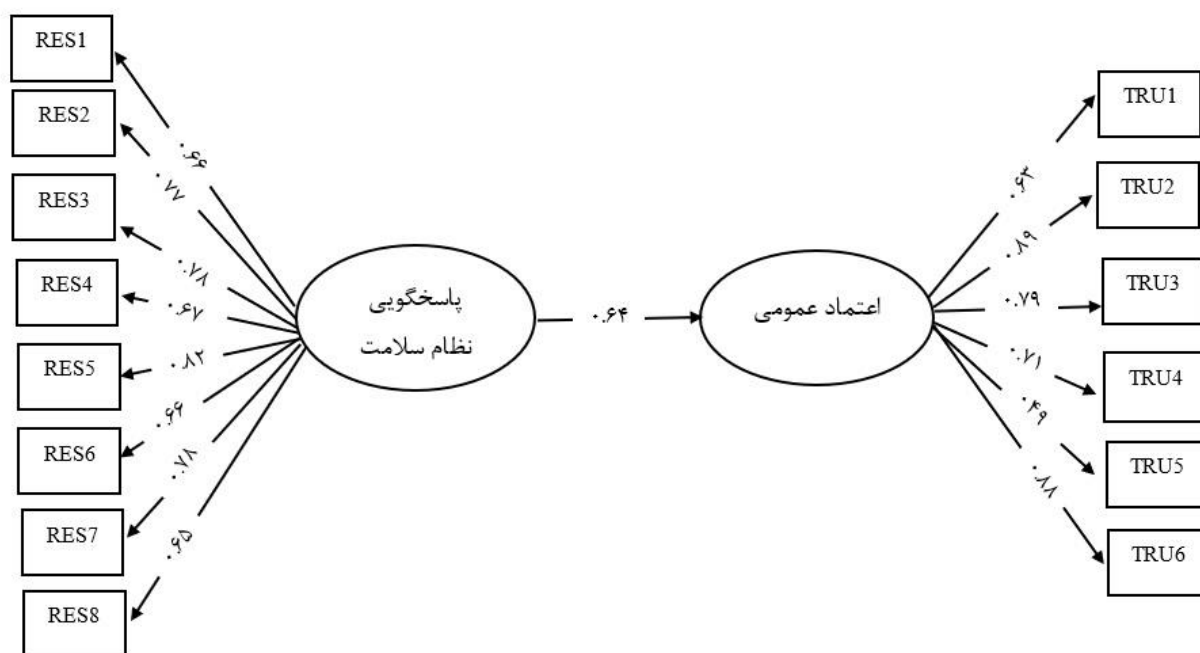 RES1
RES2
RES3
RES4
RES5
RES6
RES7
RES8
۰.۶۶
۰.۷۷
۰.۷۸
۰.۶۷
۰.۸۲
۰.۶۶
۰.۷۸
۰.۶۵
پاسخگویی
نظام سلامت
۰.۶۴
اعتماد عمومی
۰.۶۳
۰.۸۹
۰.۷۹
۰.۷۱
۰.۴۹
۰.۸۸
TRU1
TRU2
TRU3
TRU4
TRU5
TRU6